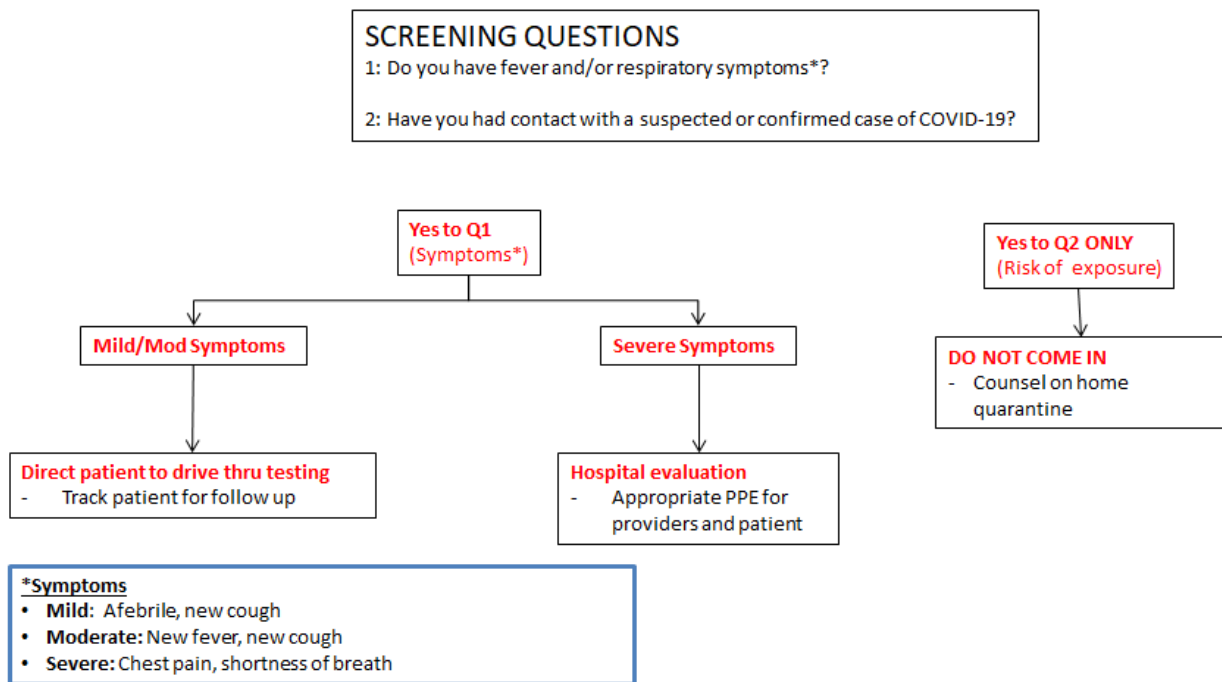 SCREENING QUESTIONS
1: Do you have fever and/or respiratory symptoms*?
2: Have you had contact with a suspected or confirmed case of COVID-19?
Yes to Q1
(Symptoms*)
Yes to Q2 ONLY
(Risk of exposure)
Mild/Mod Symptoms
Severe Symptoms
DO NOT COME IN
- Counsel on home
quarantine
Direct patient to drive thru testing
- Track patient for follow up
Hospital evaluation
- Appropriate PPE for
providers and patient
*Symptoms
• Mild: Afebrile, new cough
• Moderate: New fever, new cough
• Severe: Chest pain, shortness of breath